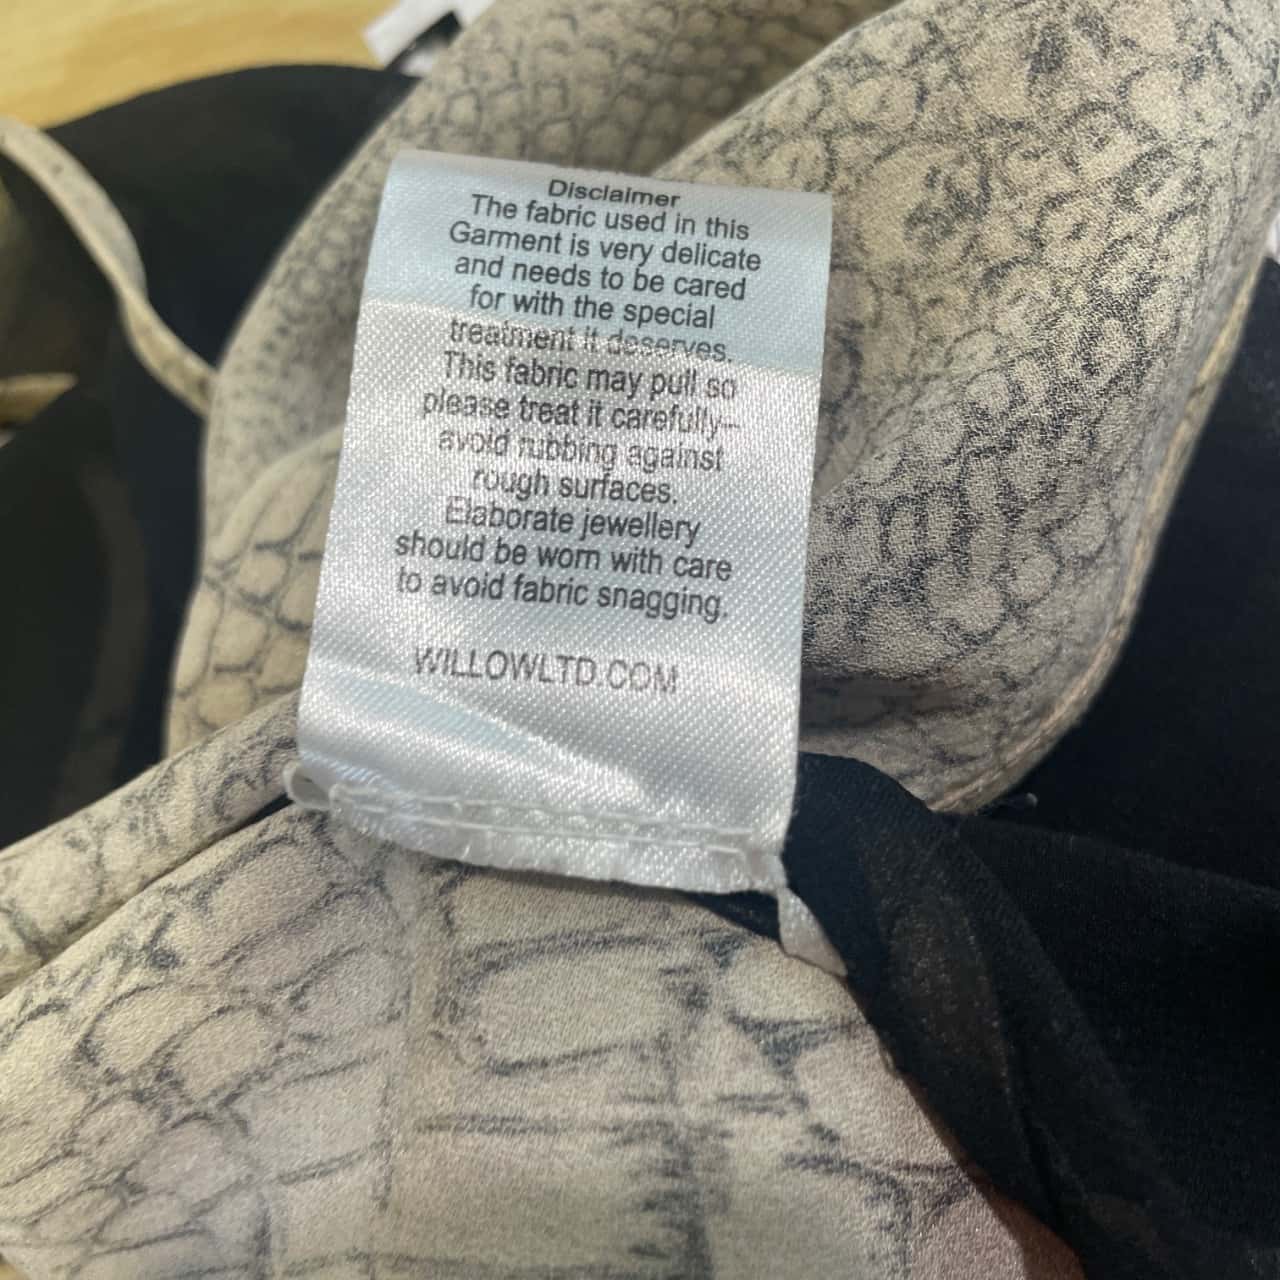 Disclaimer
The fabric used in this
Garment is very delicate
and needs to be cared
for with the special
treatment it deserves.
This fabric may pull so
please treat it carefully–
avoid rubbing against
rough surfaces.
Elaborate jewellery
should be worn with care
to avoid fabric snagging.
WILLOWLTD.COM